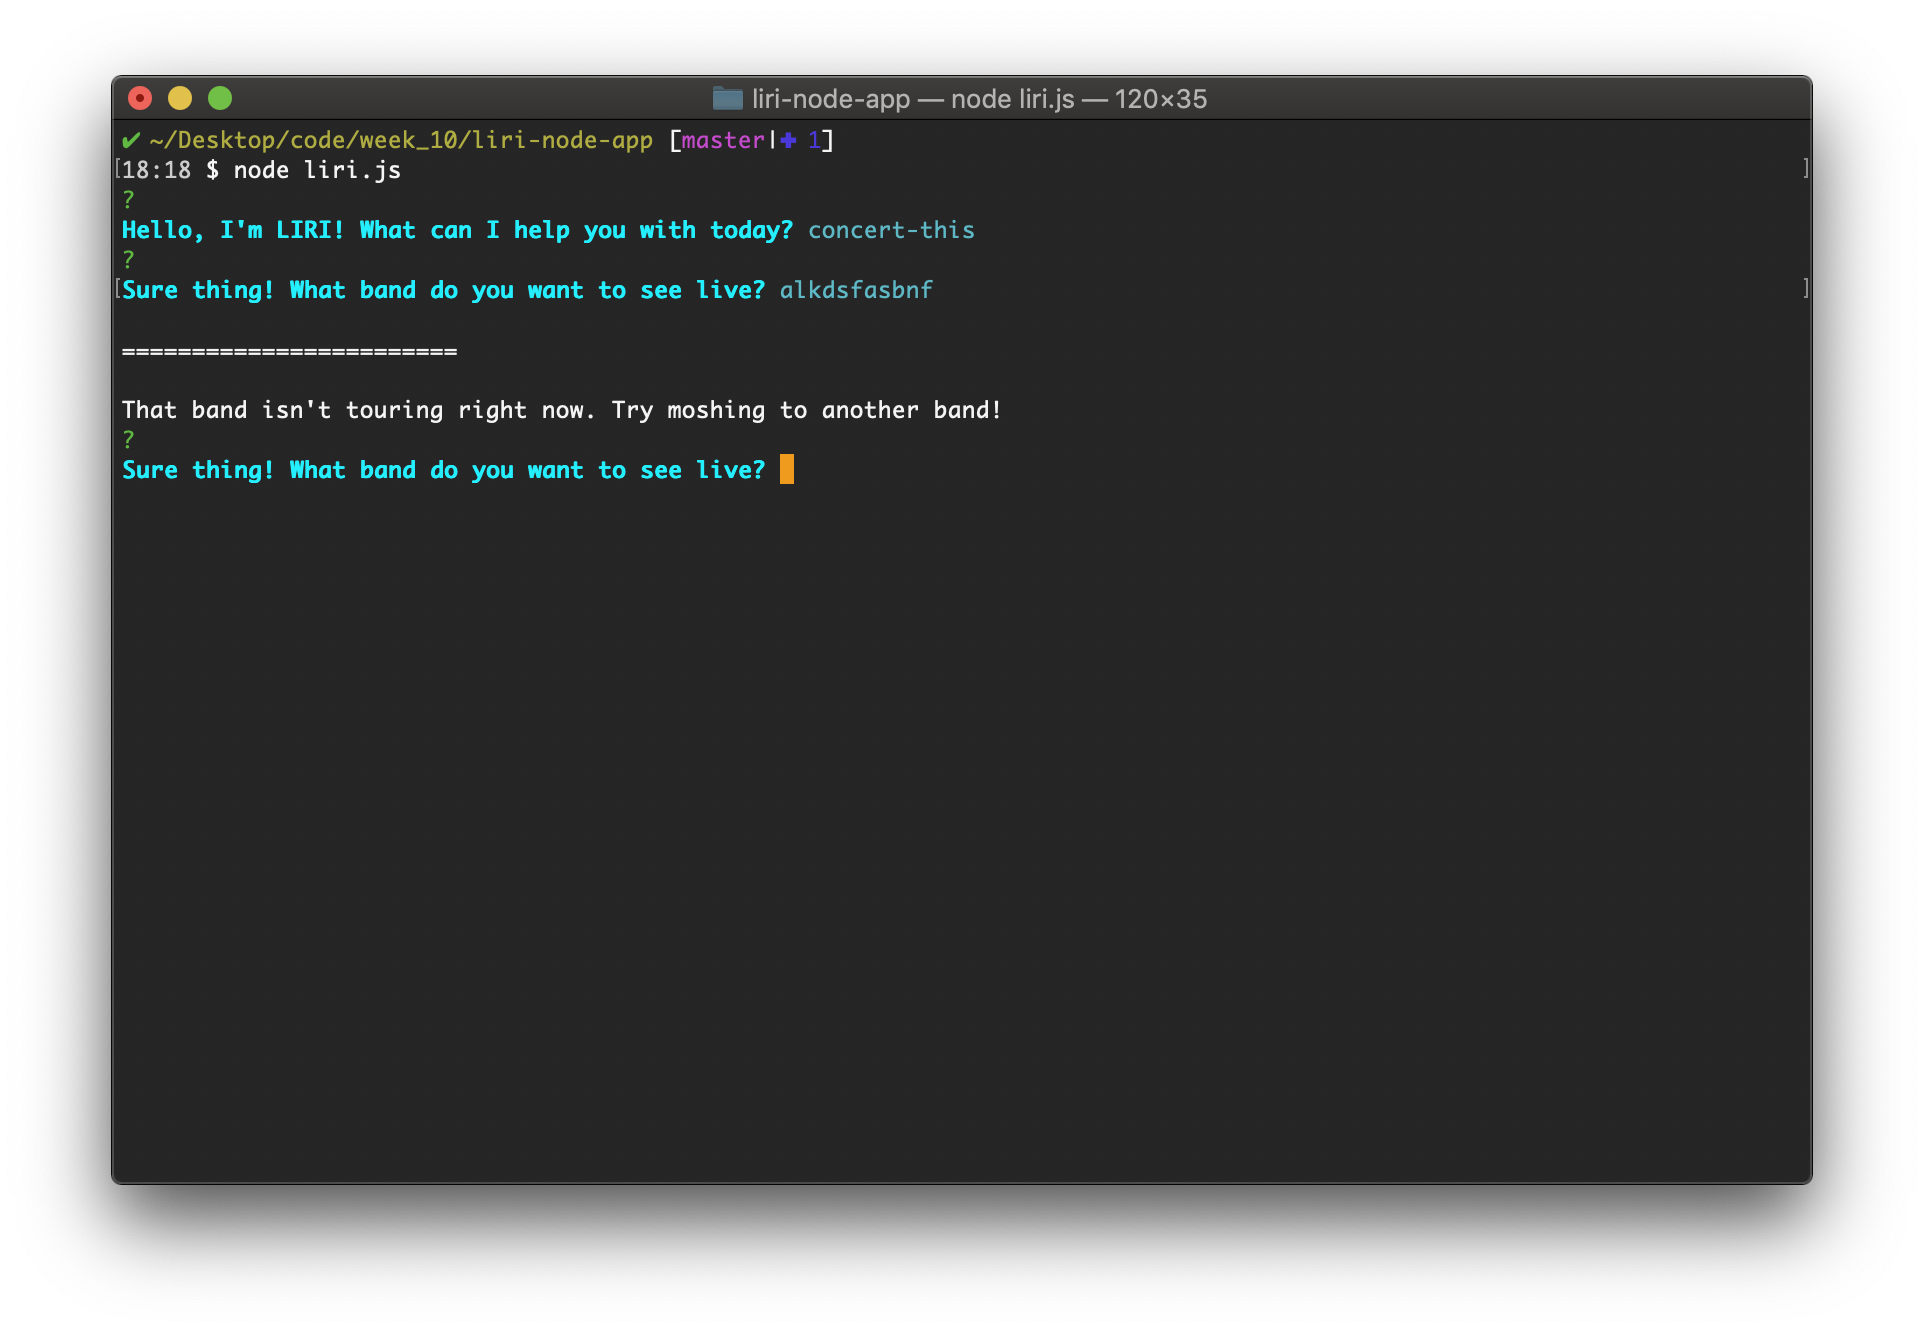 liri-node-app — node liri.js — 120×35
✔ ~/Desktop/code/week_10/liri-node-app [master|✚ 1]
[18:18 $ node liri.js ]
?
Hello, I'm LIRI! What can I help you with today? concert-this
?
[Sure thing! What band do you want to see live? alkdsfasbnf ]
========================
That band isn't touring right now. Try moshing to another band!
?
Sure thing! What band do you want to see live?